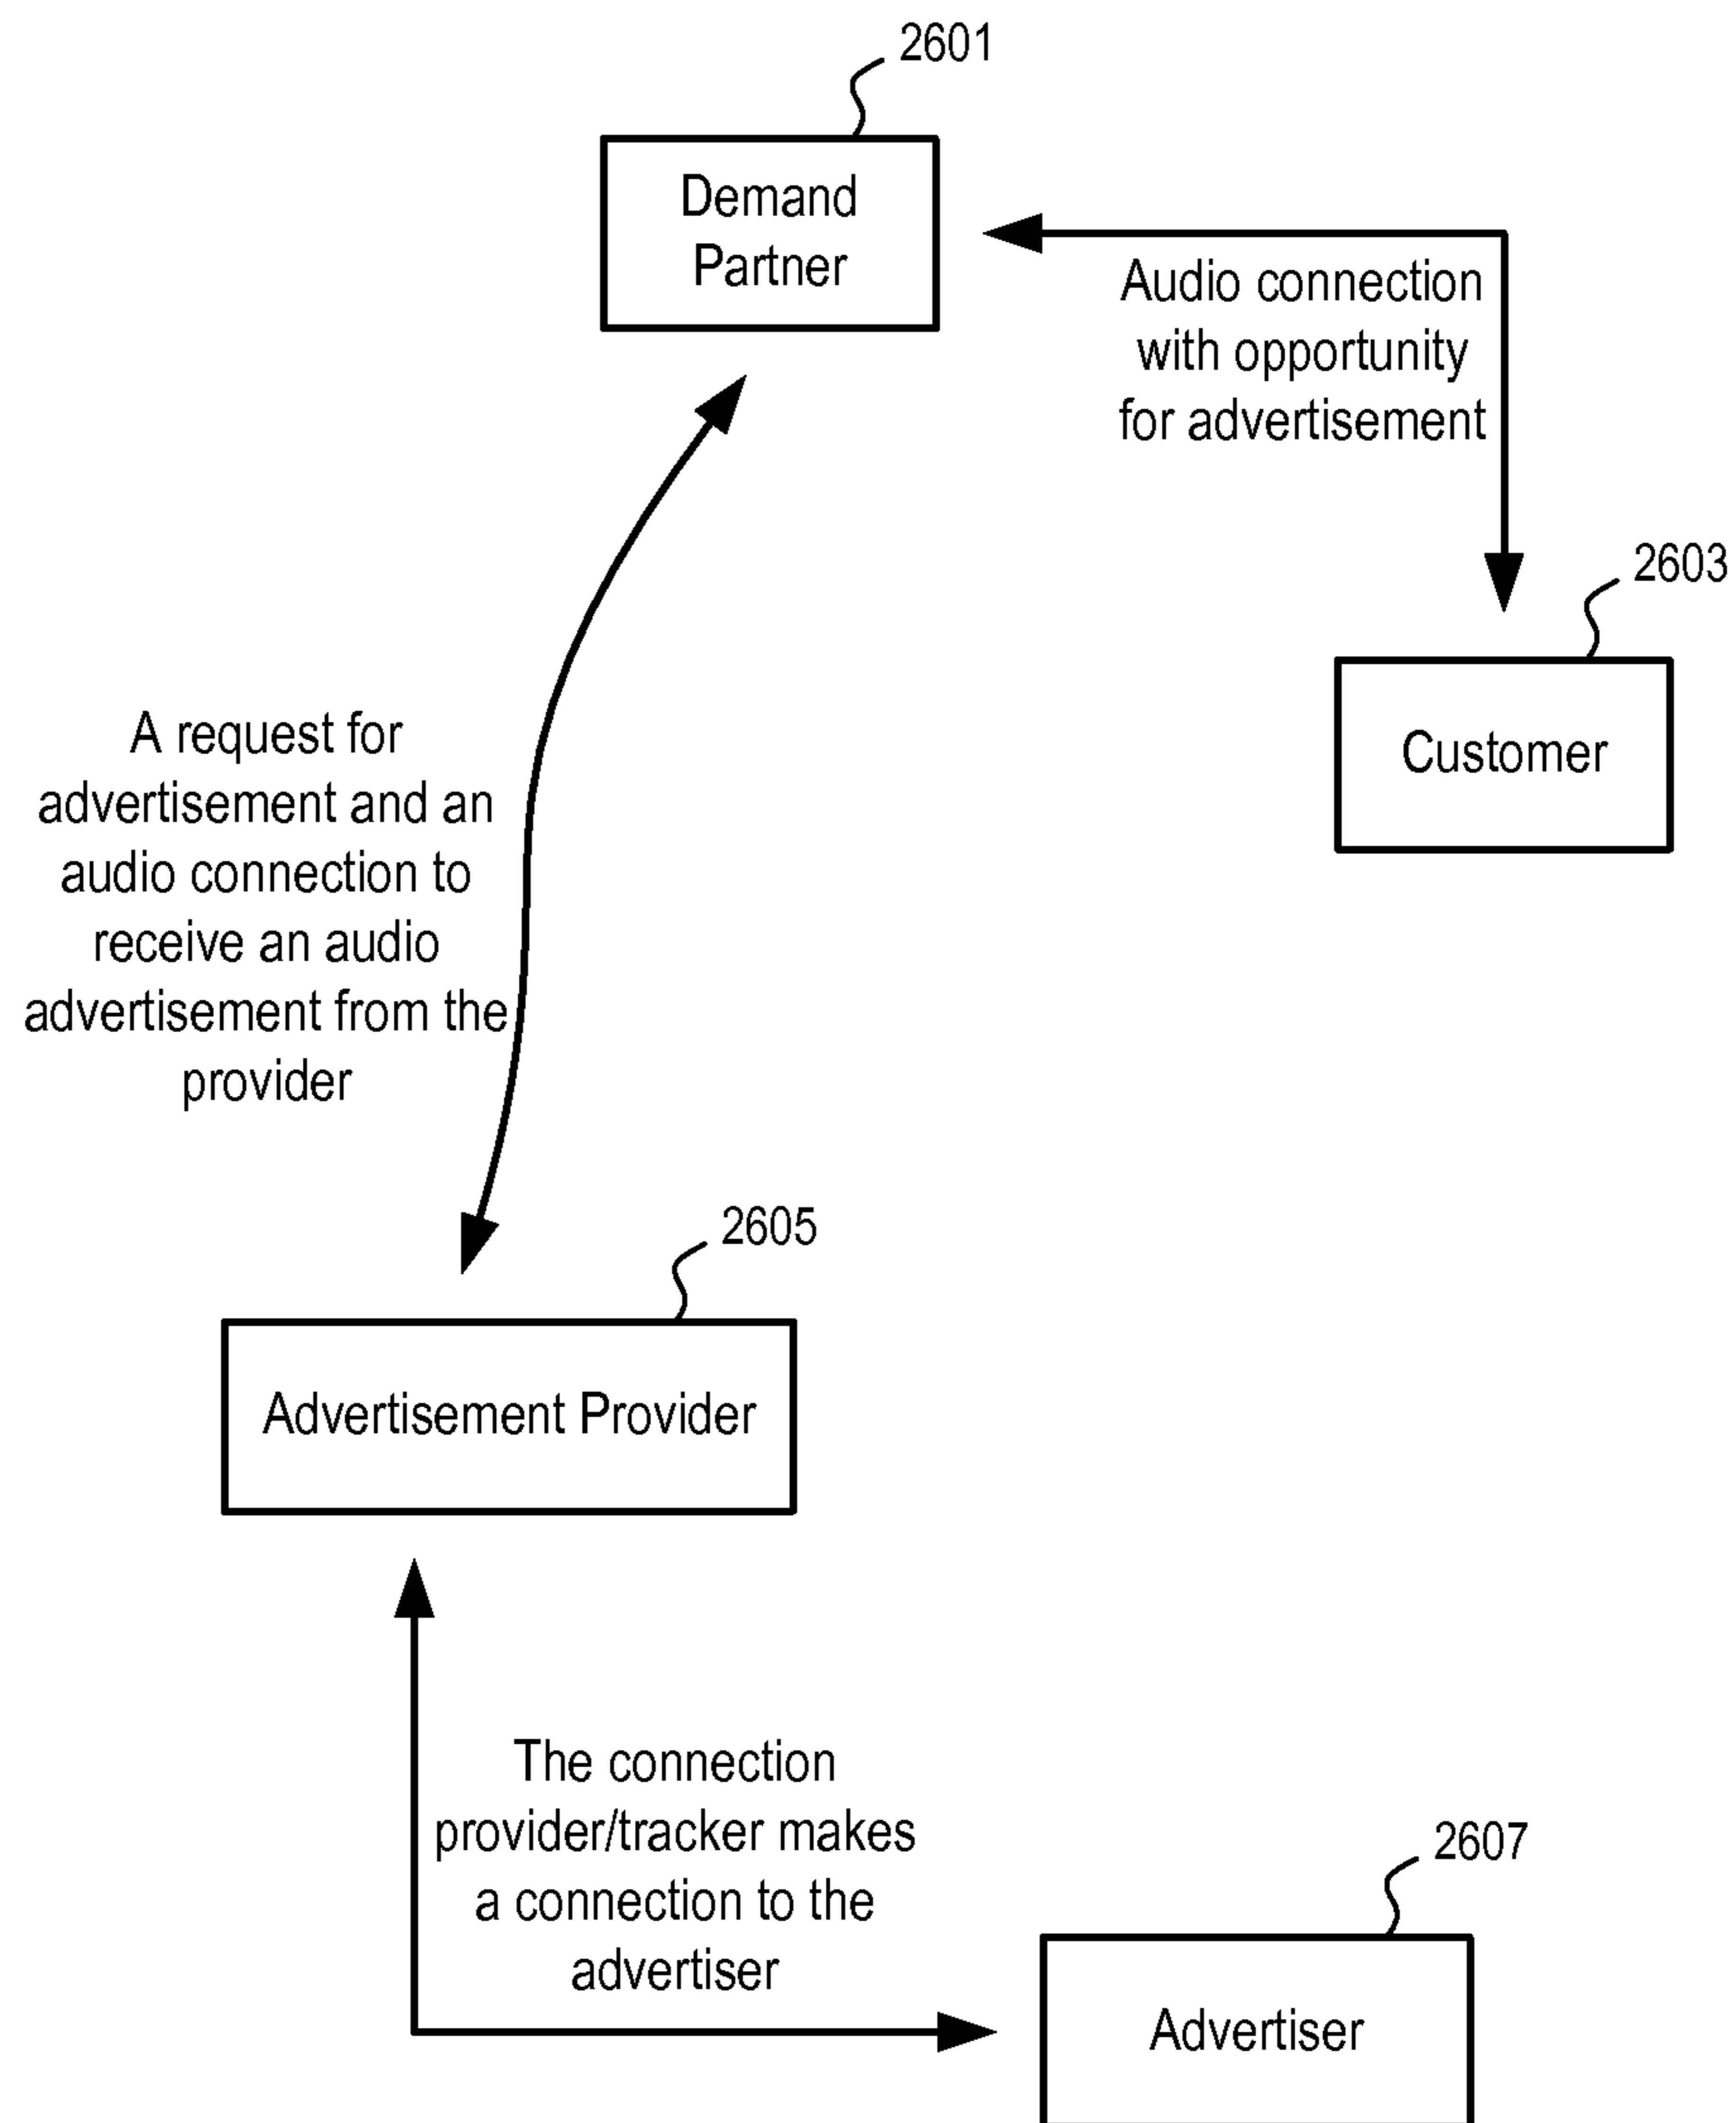 2601
Demand
Partner
Audio connection
with opportunity
for advertisement
2603
Customer
A request for
advertisement and an
audio connection to
receive an audio
advertisement from the
provider
2605
Advertisement Provider
The connection
provider/tracker makes
a connection to the
advertiser
2607
Advertiser